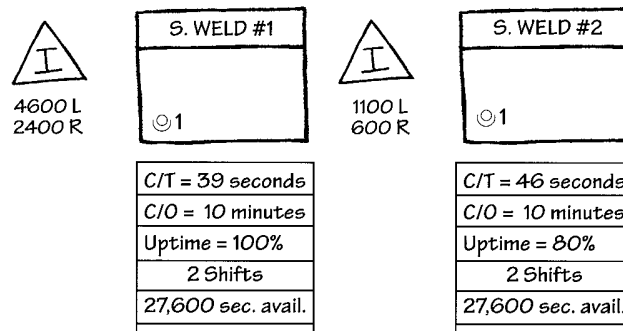 S. WELD #1
I
4600 L
2400 R
1
C/T = 39 seconds
C/O = 10 minutes
Uptime = 100%
2 Shifts
27,600 sec. avail.
I
1100 L
600 R
S. WELD #2
1
C/T = 46 seconds
C/O = 10 minutes
Uptime = 80%
2 Shifts
27,600 sec. avail.